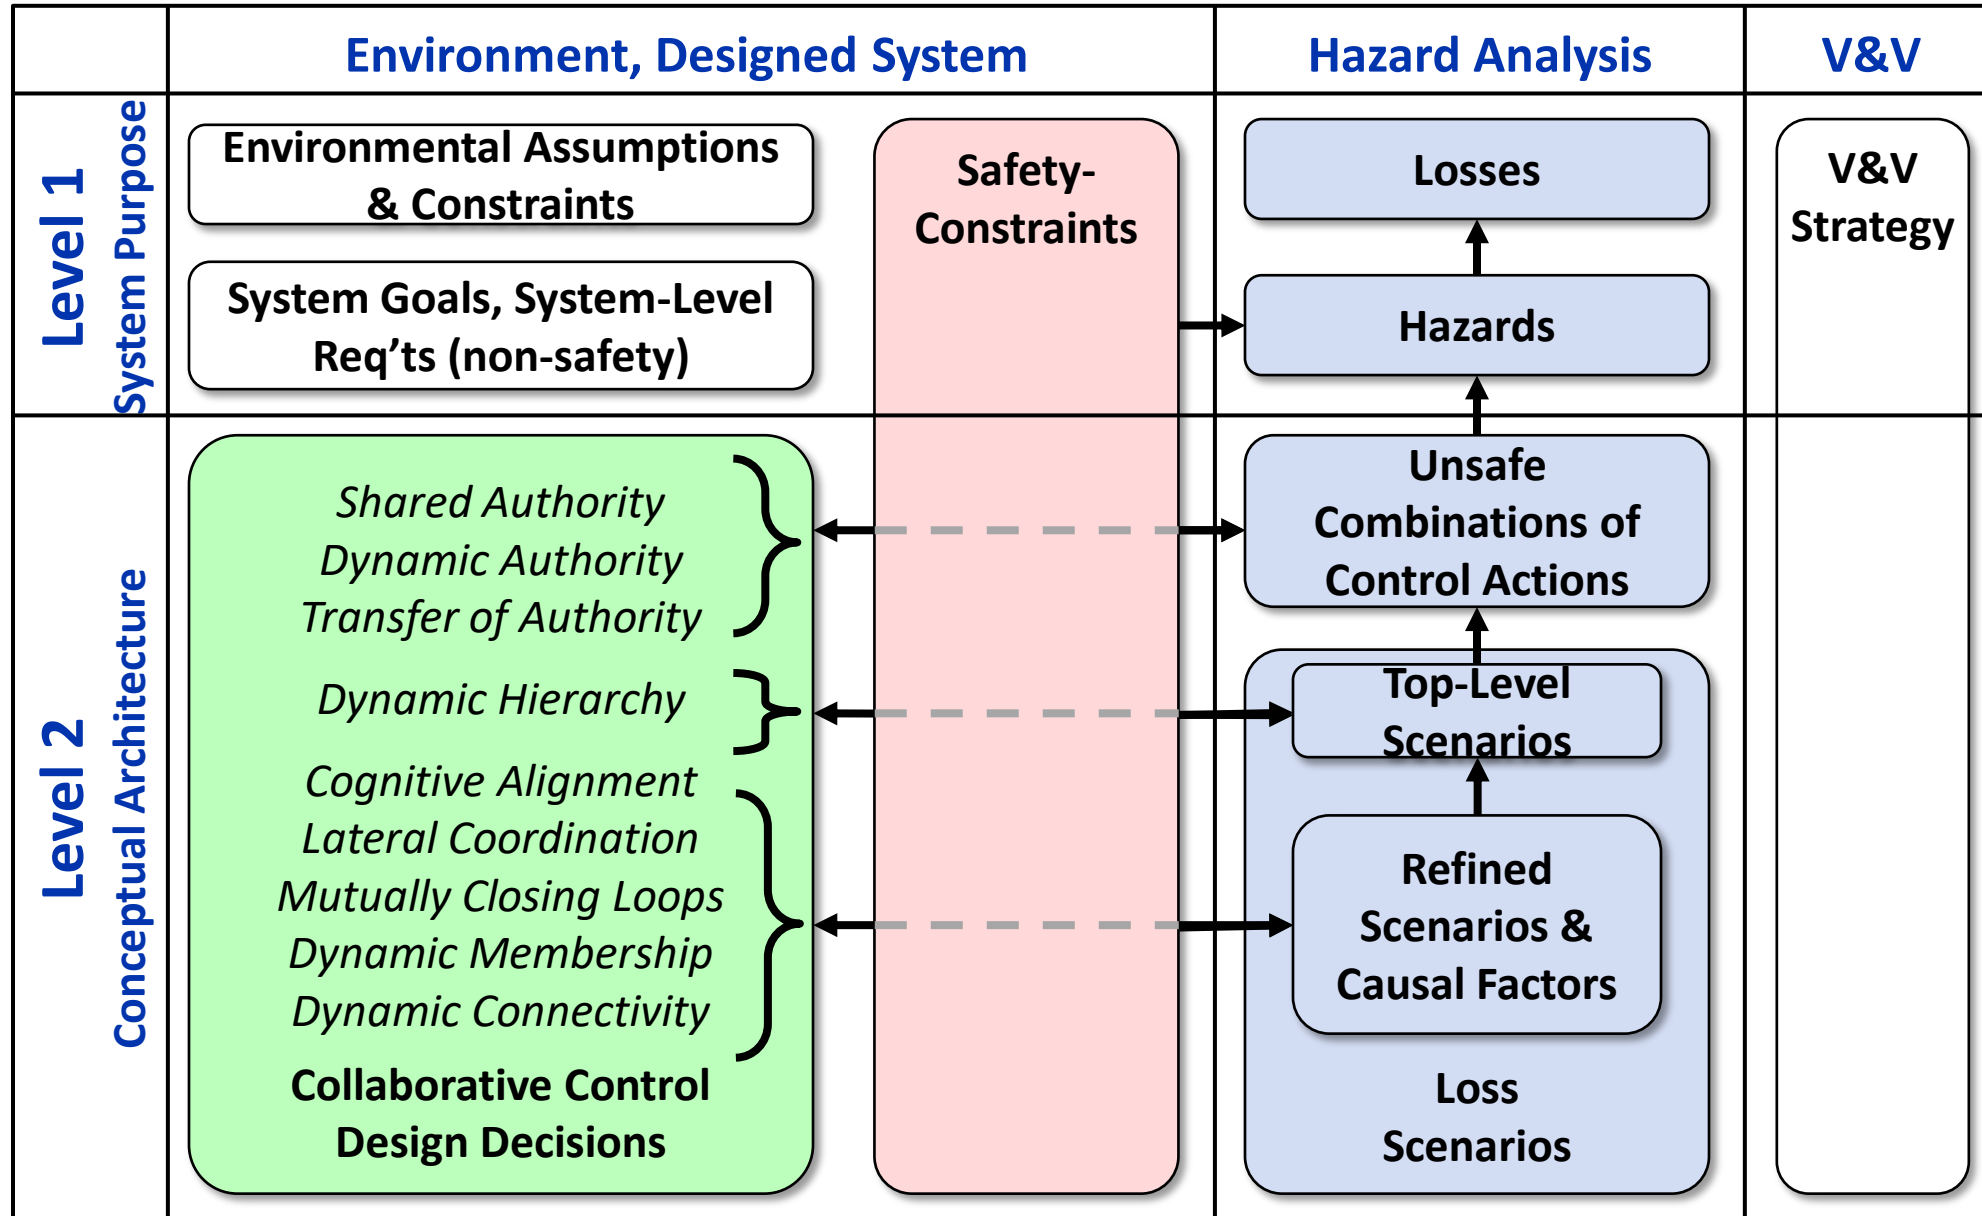 Environment, Designed System
Hazard Analysis
V&V
Level 1
System Purpose
Environmental Assumptions
& Constraints
System Goals, System-Level
Req'ts (non-safety)
Safety-
Constraints
Losses
Hazards
V&V
Strategy
Level 2
Conceptual Architecture
Shared Authority
Dynamic Authority
Transfer of Authority
Dynamic Hierarchy
Cognitive Alignment
Lateral Coordination
Mutually Closing Loops
Dynamic Membership
Dynamic Connectivity
Collaborative Control
Design Decisions
Unsafe
Combinations of
Control Actions
Top-Level
Scenarios
Refined
Scenarios &
Causal Factors
Loss
Scenarios